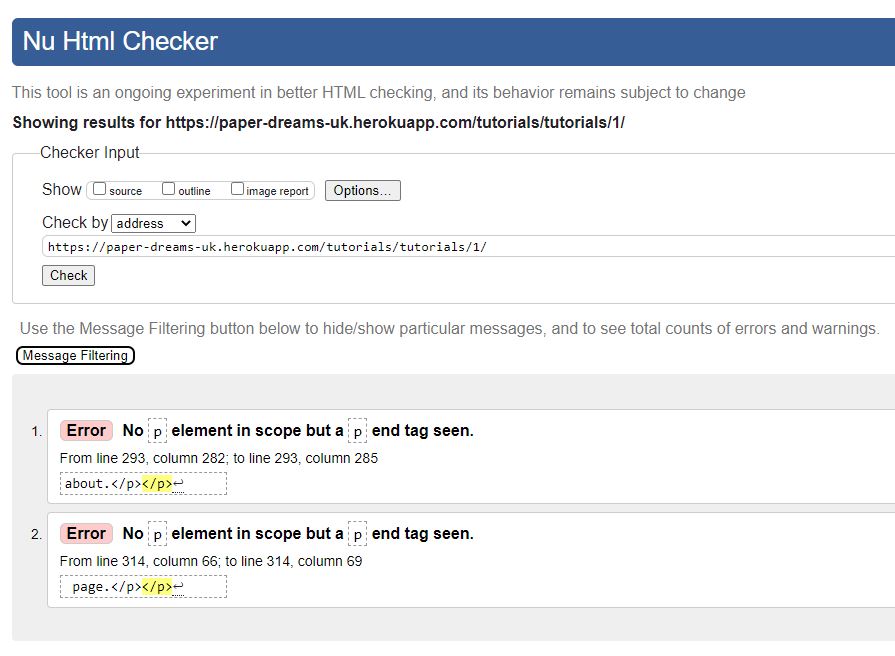 Nu Html Checker
This tool is an ongoing experiment in better HTML checking, and its behavior remains subject to change
Showing results for https://paper-dreams-uk.herokuapp.com/tutorials/tutorials/1/
Checker Input
Show source outline image report Options...
Check by address
https://paper-dreams-uk.herokuapp.com/tutorials/tutorials/1/
Check
Use the Message Filtering button below to hide/show particular messages, and to see total counts of errors and warnings.
Message Filtering
1. Error No p element in scope but a p end tag seen.
From line 293, column 282; to line 293, column 285
about.</p></p>↩
2. Error No p element in scope but a p end tag seen.
From line 314, column 66; to line 314, column 69
page.</p></p>↩